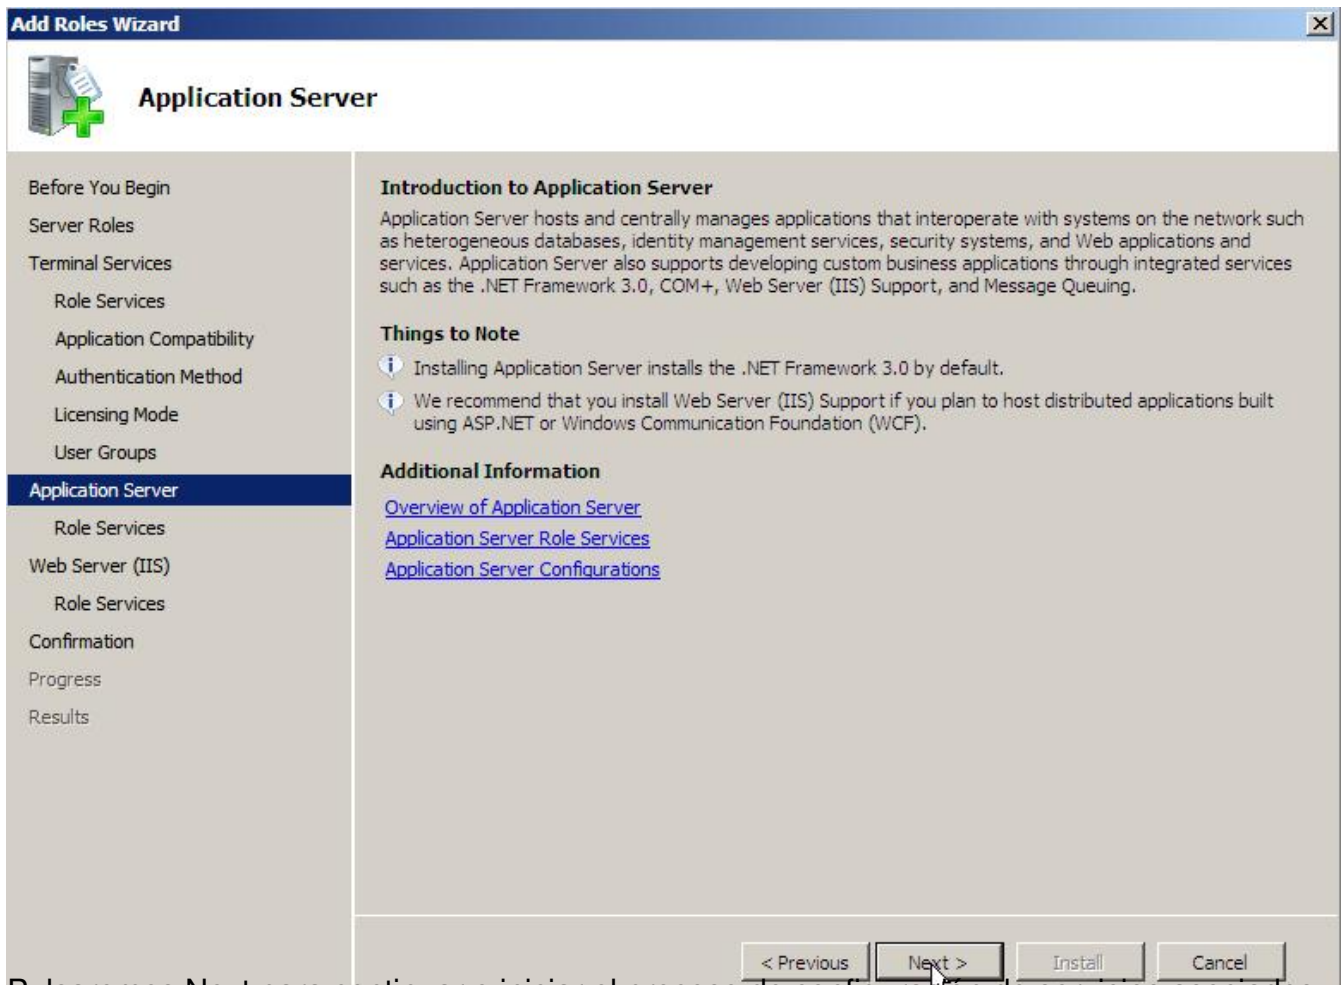 Add Roles Wizard
Application Server
Before You Begin
Server Roles
Terminal Services
Role Services
Application Compatibility
Authentication Method
Licensing Mode
User Groups
Application Server
Role Services
Web Server (IIS)
Role Services
Confirmation
Progress
Results
Introduction to Application Server
Application Server hosts and centrally manages applications that interoperate with systems on the network such
as heterogeneous databases, identity management services, security systems, and Web applications and
services. Application Server also supports developing custom business applications through integrated services
such as the .NET Framework 3.0, COM+, Web Server (IIS) Support, and Message Queuing.
Things to Note
Installing Application Server installs the .NET Framework 3.0 by default.
We recommend that you install Web Server (IIS) Support if you plan to host distributed applications built
using ASP.NET or Windows Communication Foundation (WCF).
Additional Information
Overview of Application Server
Application Server Role Services
Application Server Configurations
< Previous
Next >
Install
Cancel
Next para